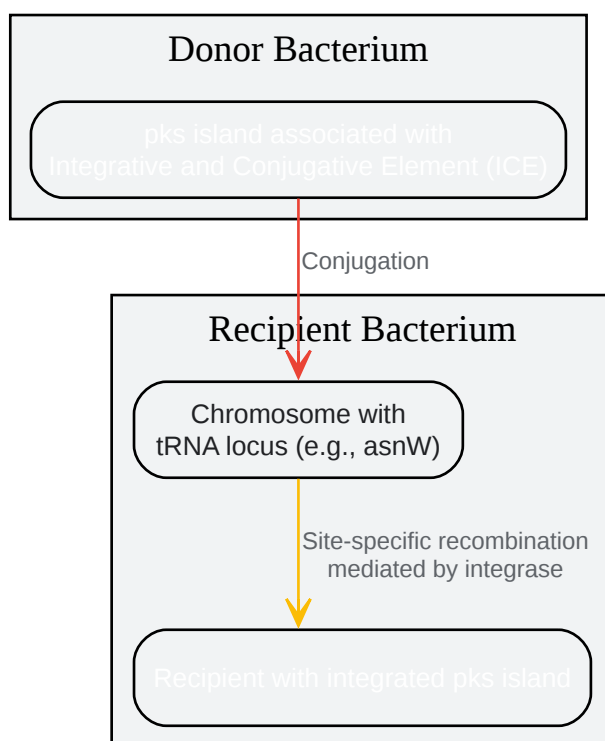 Donor Bacterium
pks island associated with
Integrative and Conjugative Element (ICE)
Conjugation
Recipient Bacterium
Chromosome with
tRNA locus (e.g., asnW)
Site-specific recombination
mediated by integrase
Recipient with integrated pks island